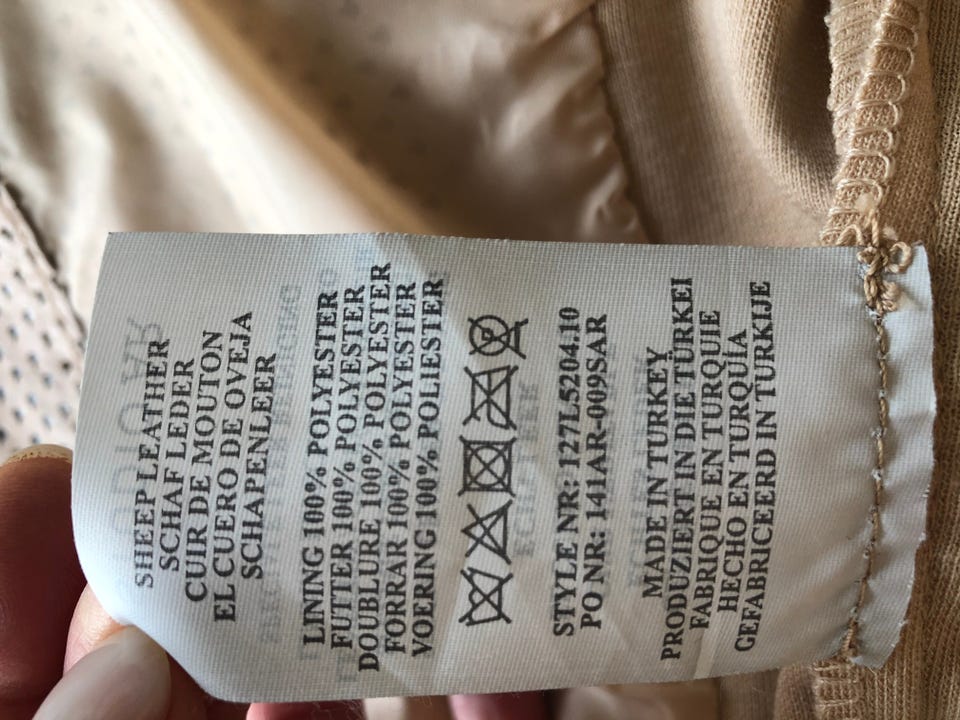 SHEEP LEATHER
SCHAF LEDER
CUIR DE MOUTON
EL CUERO DE OVEJA
SCHAPENLEER
LINING 100% POLYESTER
FUTTER 100% POLYESTER
DOUBLURE 100% POLYESTER
FORRAR 100% POLYESTER
VOERING 100% POLIESTER
STYLE NR: 127L5204.10
PO NR: 141AR-009SAR
MADE IN TURKEY
PRODUZIERT IN DIE TÜRKEI
FABRIQUE EN TURQUIE
HECHO EN TURQUÍA
GEFABRICEERD IN TURKIJE